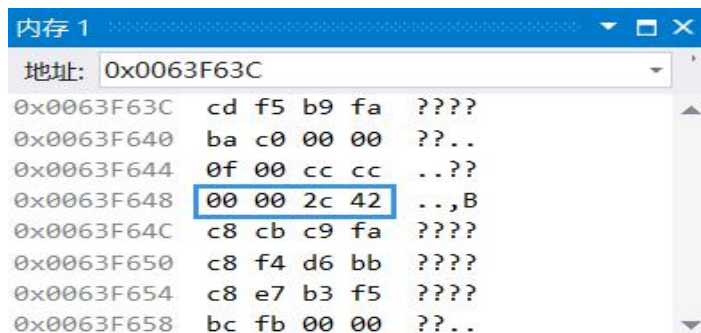 内存 1
地址: 0x0063F63C
0x0063F63C cd f5 b9 fa ????
0x0063F640 ba c0 00 00 ??..
0x0063F644 0f 00 cc cc ..??
0x0063F648 00 00 2c 42 ..,B
0x0063F64C c8 cb c9 fa ????
0x0063F650 c8 f4 d6 bb ????
0x0063F654 c8 e7 b3 f5 ????
0x0063F658 bc fb 00 00 ??..